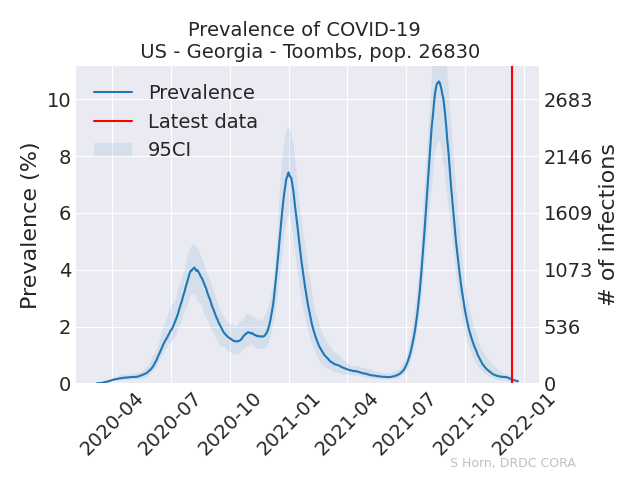 Prevalence of COVID-19
US - Georgia - Toombs, pop. 26830
Prevalence
Latest data
95CI
Prevalence (%)
10
8
6
4
2
0
2683
2146
1609
1073
536
0
# of infections
2020-04
2020-07
2020-10
2021-01
2021-04
2021-07
2021-10
2022-01
S Horn, DRDC CORA